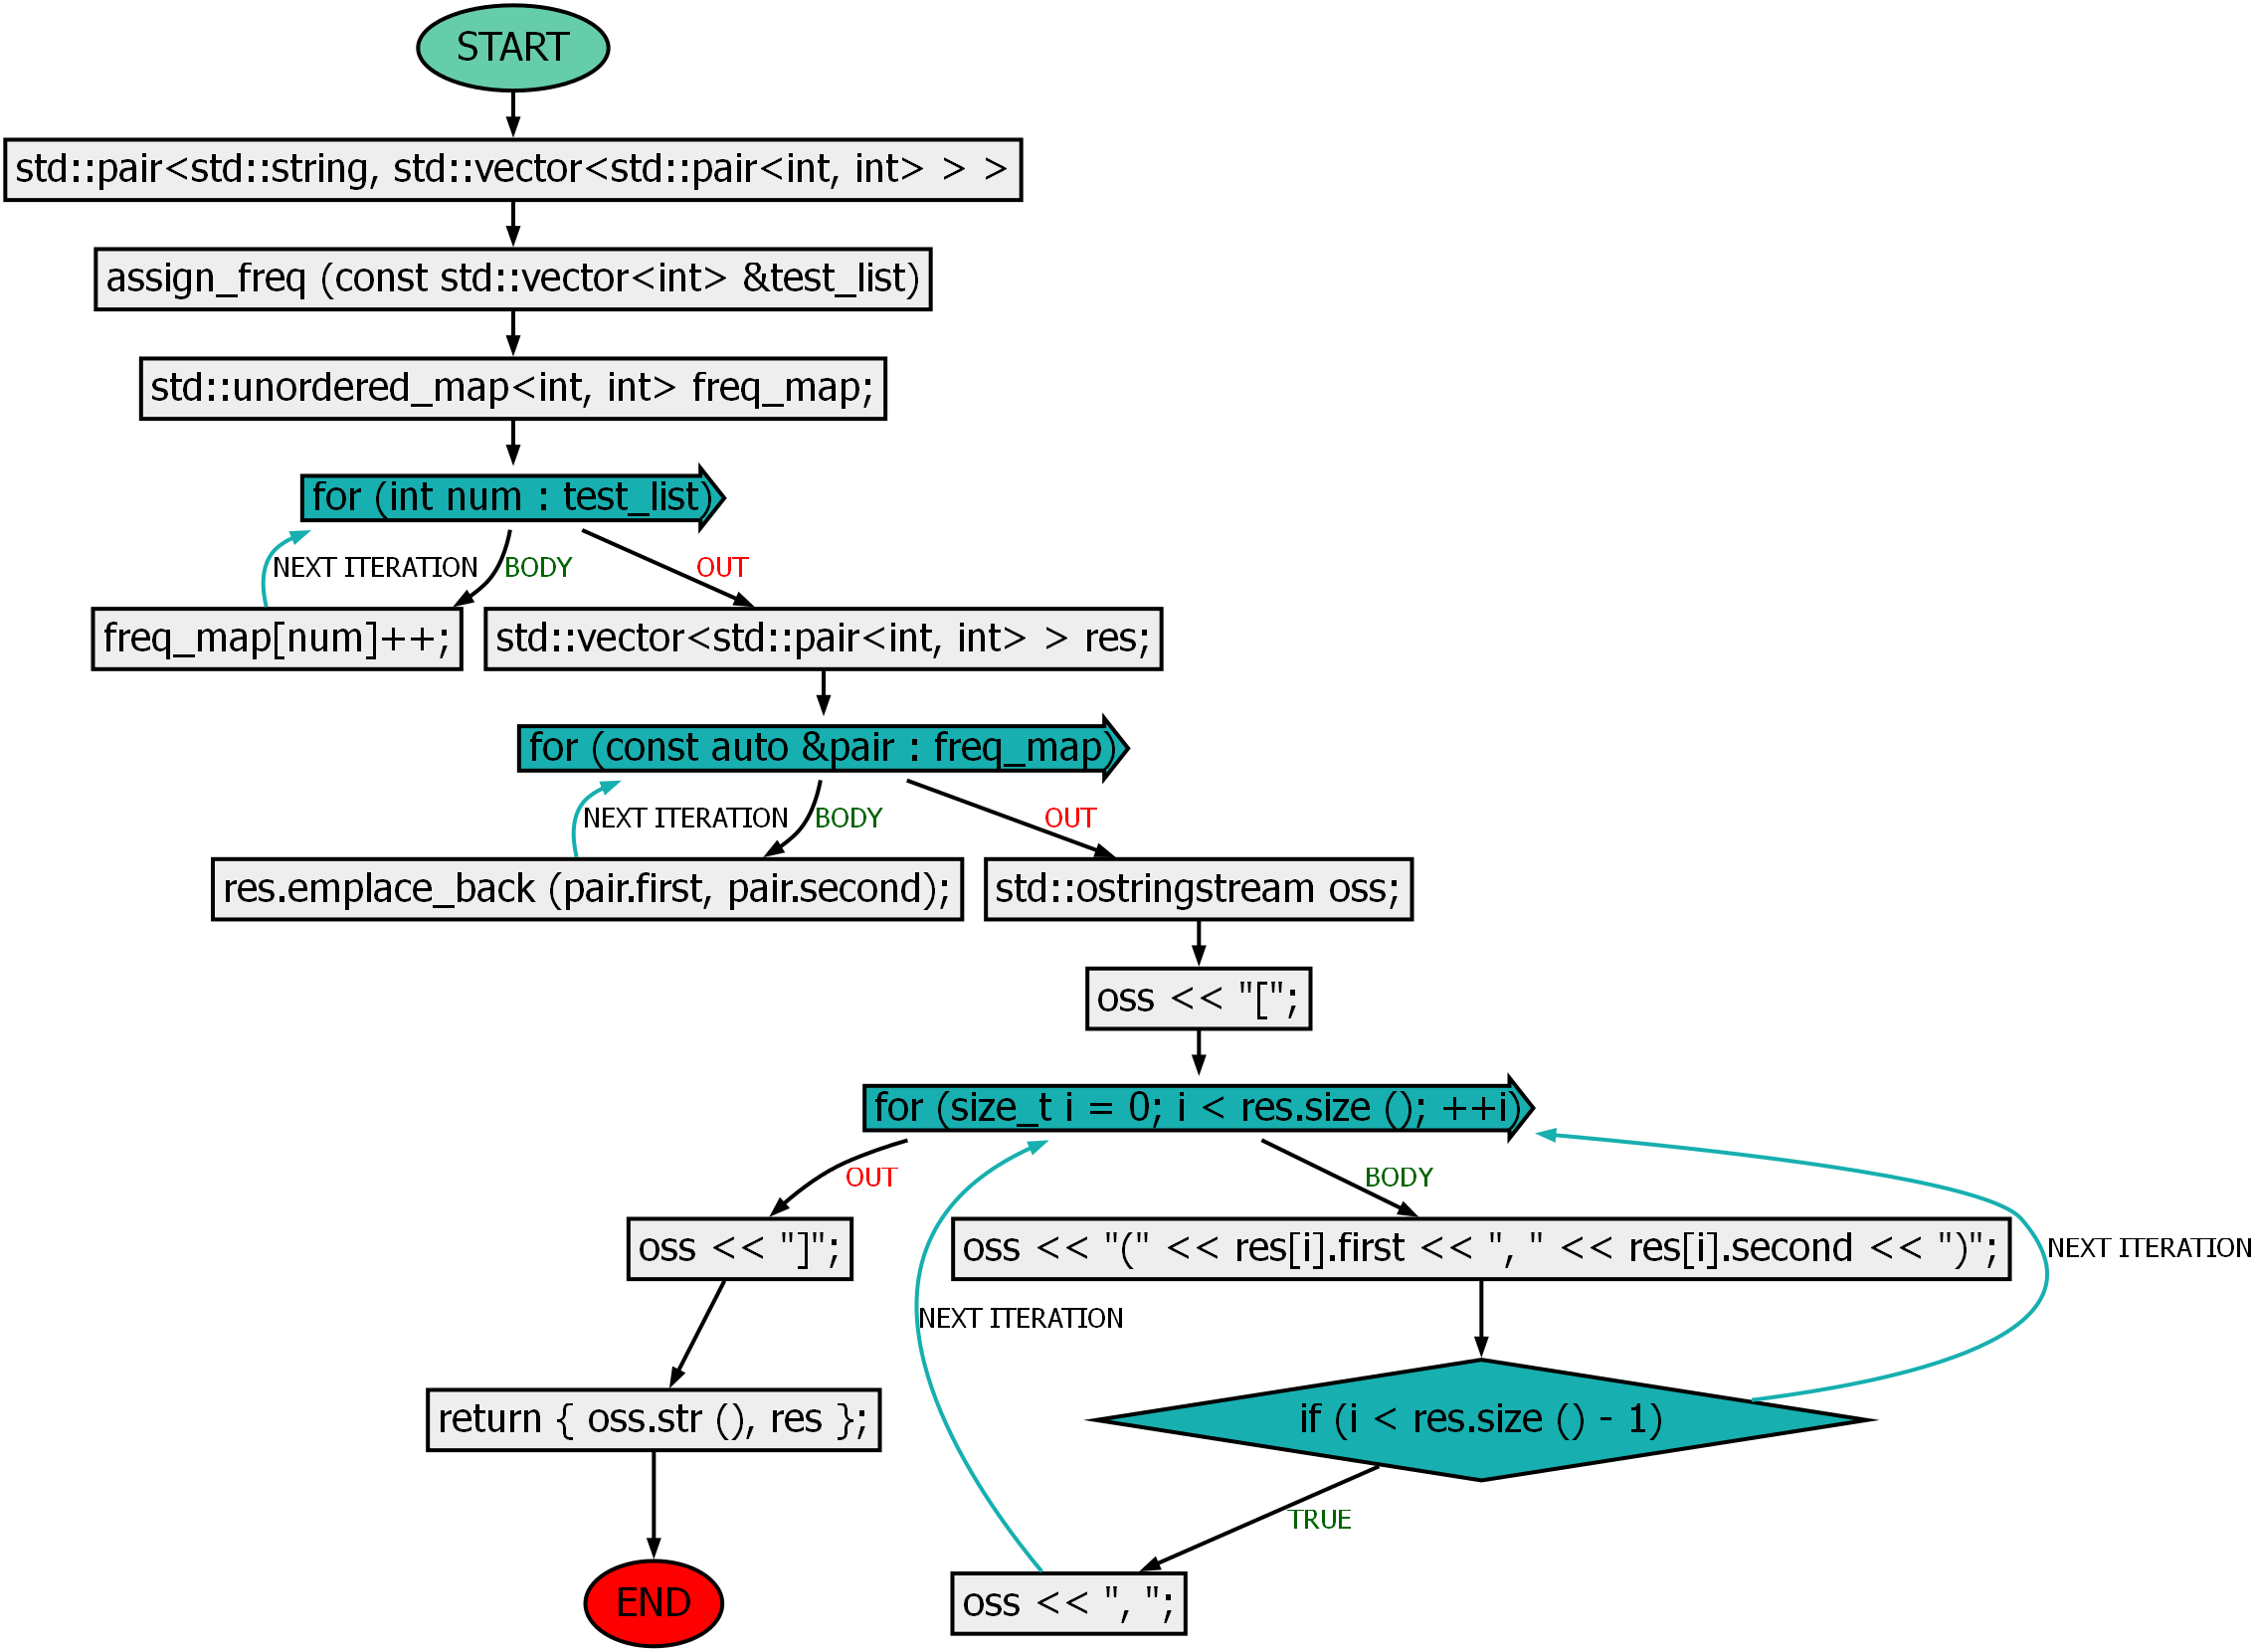 START
std::pair<std::string, std::vector<std::pair<int, int> > >
assign_freq (const std::vector<int> &test_list)
std::unordered_map<int, int> freq_map;
for (int num : test_list)
NEXT ITERATION
BODY
OUT
freq_map[num]++;
std::vector<std::pair<int, int> > res;
for (const auto &pair : freq_map)
NEXT ITERATION
BODY
OUT
res.emplace_back (pair.first, pair.second);
std::ostringstream oss;
oss << "[";
for (size_t i = 0; i < res.size (); ++i)
OUT
BODY
oss << "]";
oss << "(" << res[i].first << ", " << res[i].second << ")";
NEXT ITERATION
NEXT ITERATION
return { oss.str (), res };
if (i < res.size () - 1)
TRUE
END
oss << ", ";